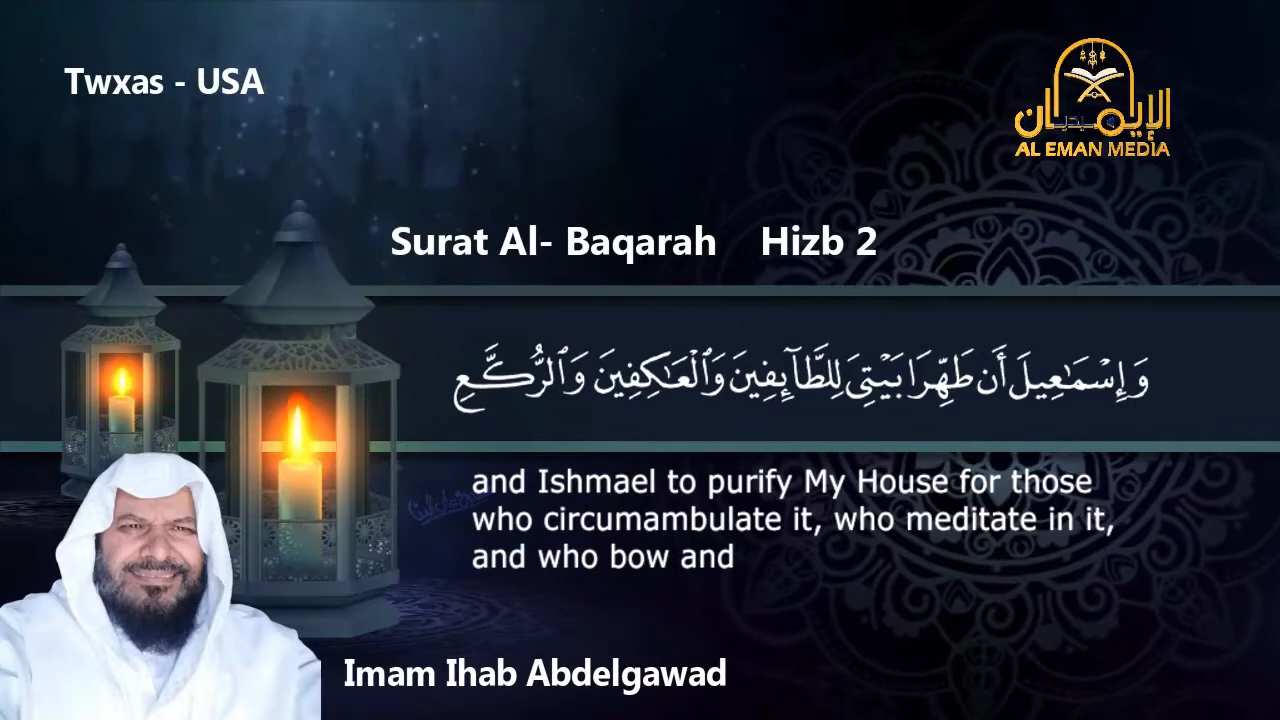 Twxas - USA
الإيمان
AL EMAN MEDIA
Surat Al- Baqarah Hizb 2
وَإِسْمَٰعِيلَ أَن طَهِّرَا بَيْتِىَ لِلطَّآئِفِينَ وَٱلْعَٰكِفِينَ وَٱلرُّكَّعِ
and Ishmael to purify My House for those
who circumambulate it, who meditate in it,
and who bow and
Imam Ihab Abdelgawad